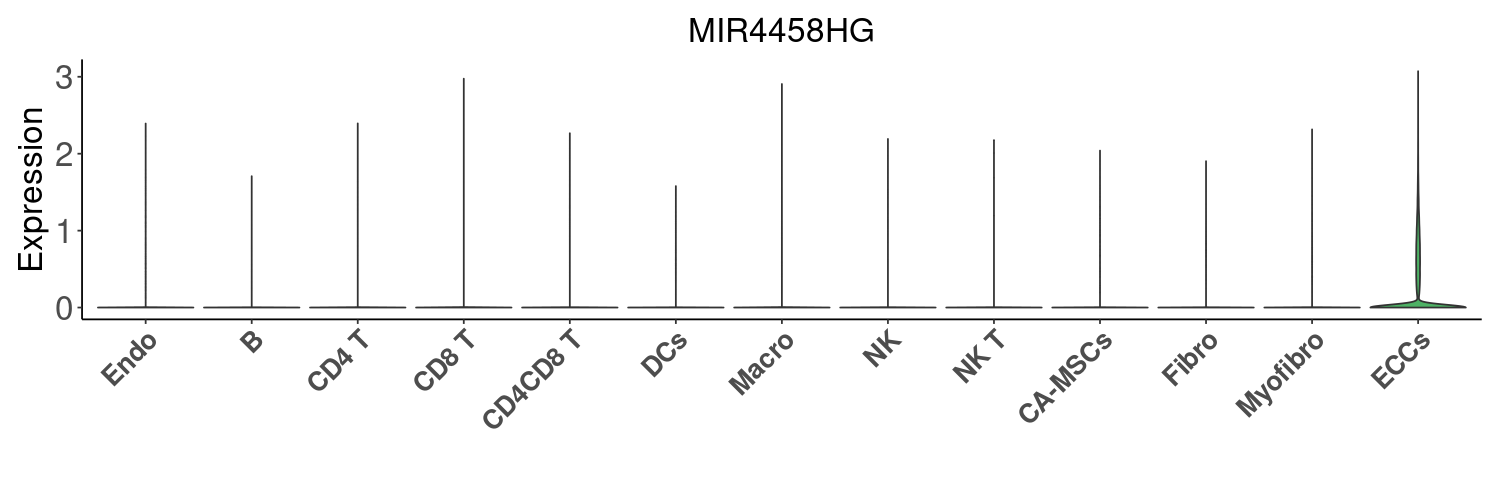 MIR4458HG
Expression
3
2
1
0
Endo
B
CD4 T
CD8 T
CD4CD8 T
DCs
Macro
NK
NK T
CA-MSCs
Fibro
Myofibro
ECCs